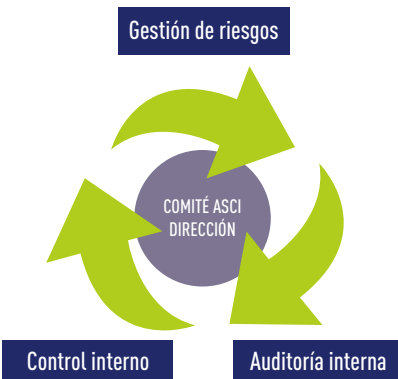 Gestión de riesgos
COMITÉ ASCI
DIRECCIÓN
Control interno
Auditoría interna